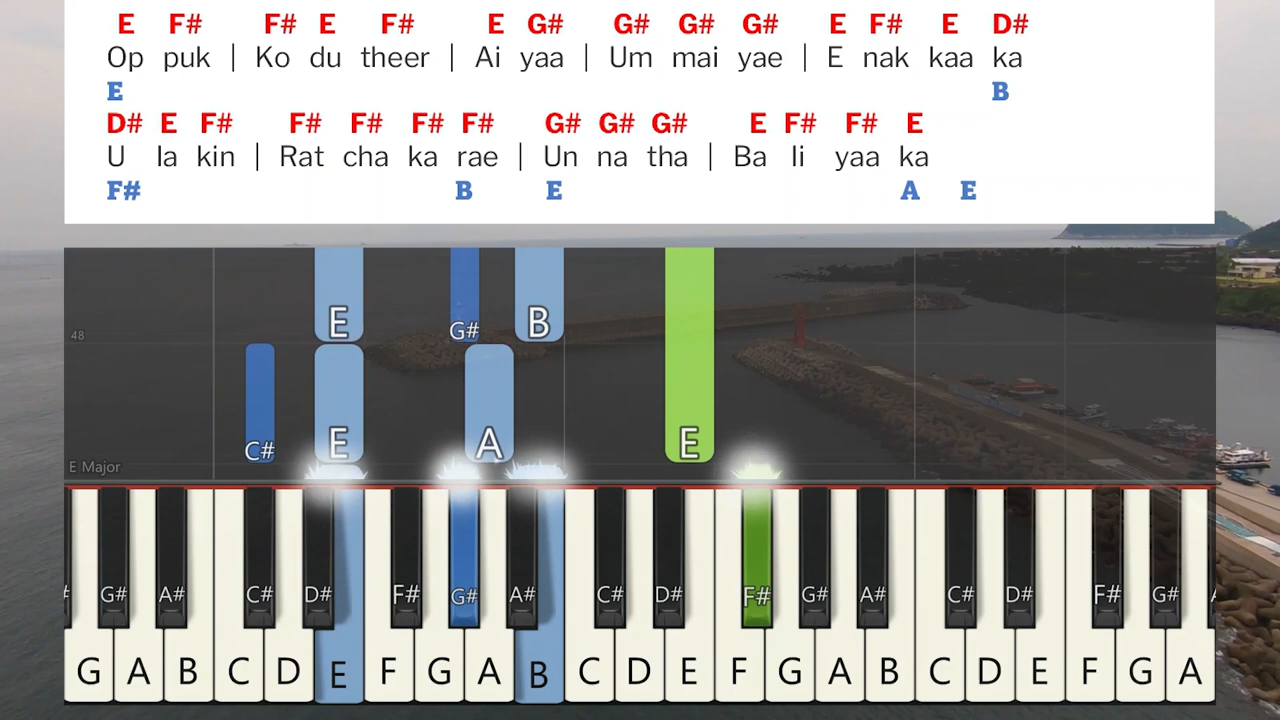 E F# F# E F# E G# G# G# G# E F# E D#
Op puk | Ko du theer | Ai yaa | Um mai yae | E nak kaa ka
E B
D# E F# F# F# F# F# G# G# G# E F# F# E
U la kin | Rat cha ka rae | Un na tha | Ba li yaa ka
F# B E A E
E G# B
48
C# E A E
E Major
G# A# C# D# F# G# A# C# D# F# G# A# C# D# F# G#
G A B C D E F G A B C D E F G A B C D E F G A